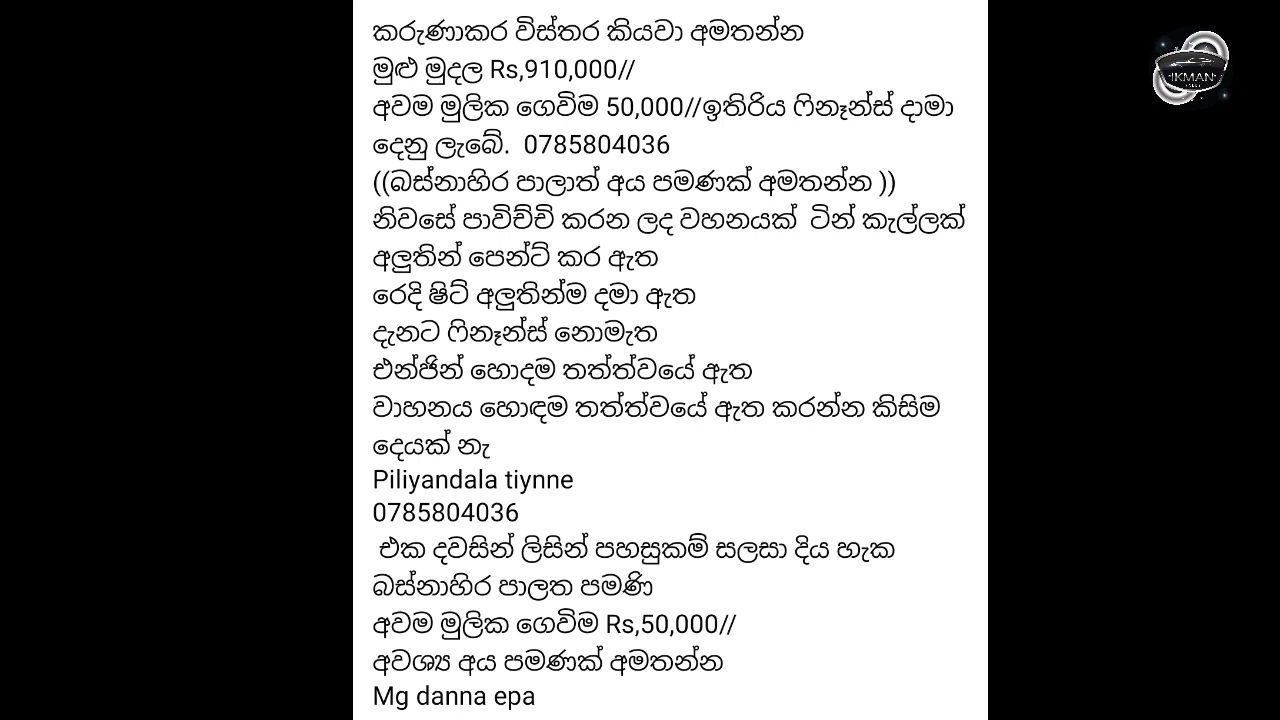 කරුණාකර විස්තර කියවා අමතන්න
මුළු මුදල Rs,910,000//
අවම මුලික ගෙවිම 50,000//ඉතිරිය ෆිනෑන්ස් දාමා
දෙනු ලැබේ.  0785804036
((බස්නාහිර පාලාත් අය පමණක් අමතන්න ))
නිවසේ පාවිච්චි කරන ලද වහනයක්  ටින් කැල්ලක්
අලුතින් පෙන්ට් කර ඇත
රෙදි ෂිට් අලුතින්ම දමා ඇත
දැනට ෆිනෑන්ස් නොමැත
එන්ජින් හොදම තත්ත්වයේ ඇත
වාහනය හොඳම තත්ත්වයේ ඇත කරන්න කිසිම
දෙයක් නැ
Piliyandala tiynne
0785804036
එක දවසින් ලිසින් පහසුකම් සලසා දිය හැක
බස්නාහිර පාලත පමණි
අවම මුලික ගෙවිම Rs,50,000//
අවශ්‍ය අය පමණක් අමතන්න
Mg danna epa
IKMAN